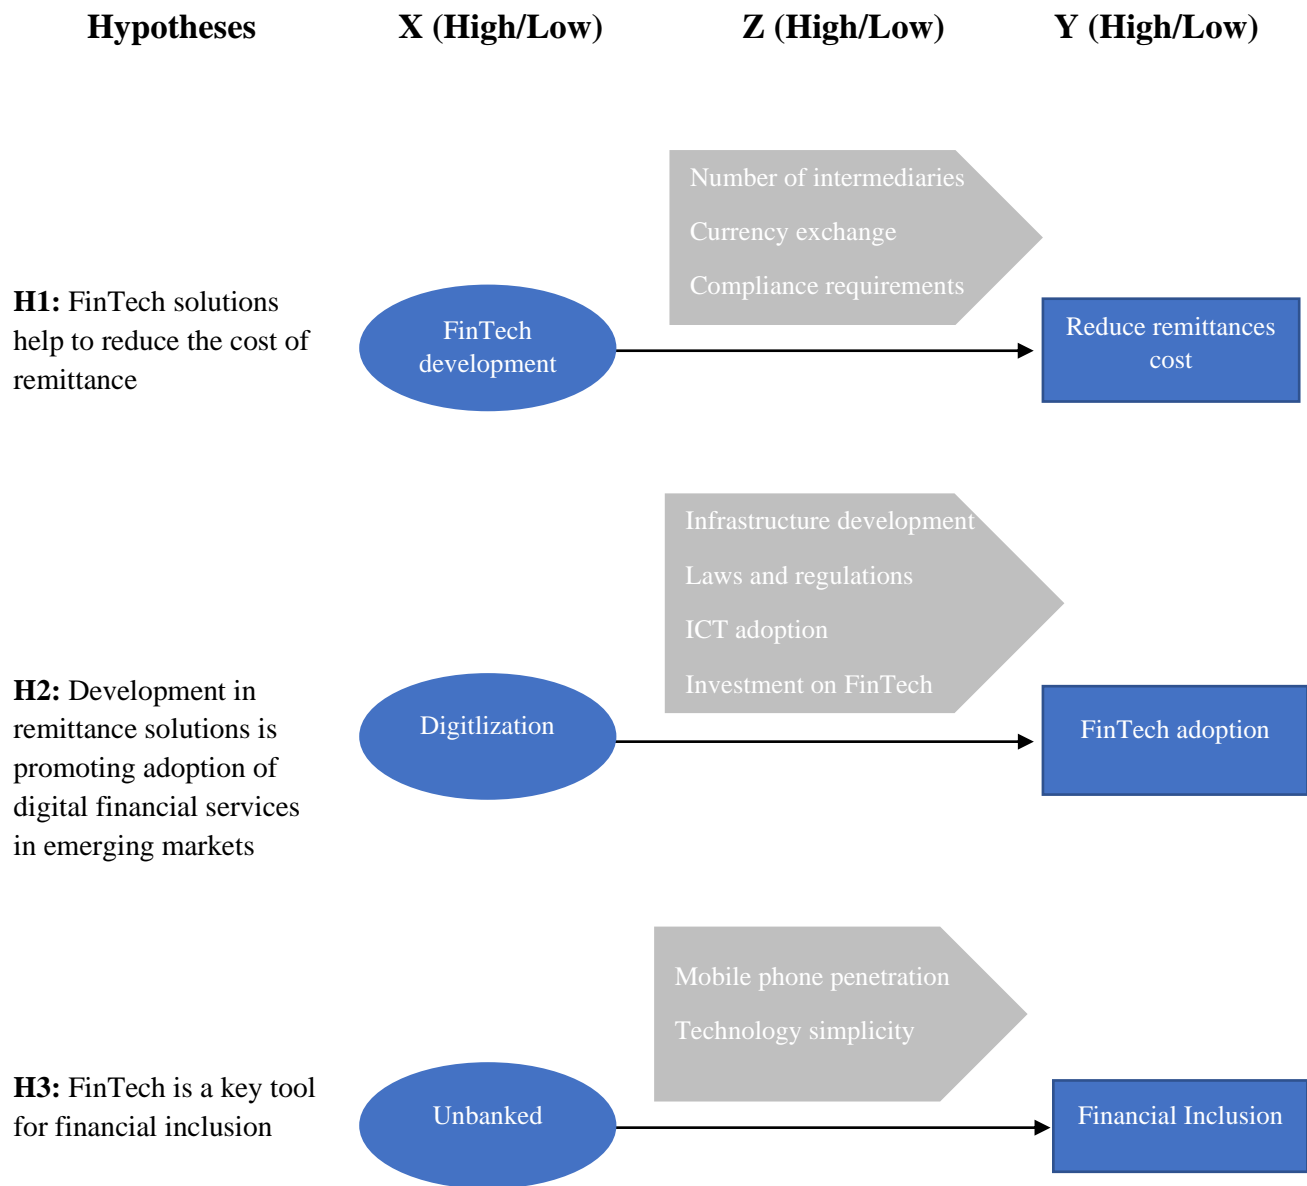 Hypotheses X (High/Low) Z (High/Low) Y (High/Low)
Number of intermediaries
Currency exchange
Compliance requirements
H1: FinTech solutions
help to reduce the cost of
remittance
FinTech
development
Reduce remittances
cost
Infrastructure development
Laws and regulations
ICT adoption
Investment on FinTech
H2: Development in
remittance solutions is
promoting adoption of
digital financial services
in emerging markets
Digitlization
FinTech adoption
Mobile phone penetration
Technology simplicity
H3: FinTech is a key tool
for financial inclusion
Unbanked
Financial Inclusion